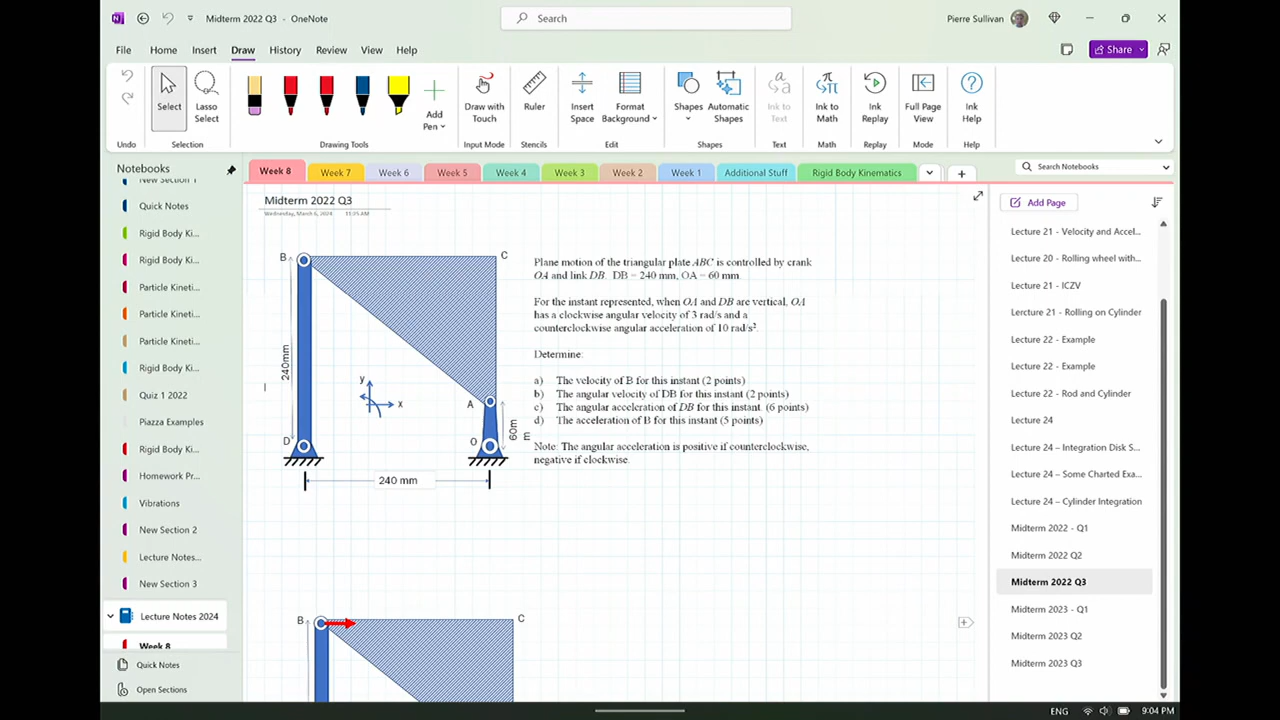 Midterm 2022 Q3 - OneNote
Search
Pierre Sullivan
File Home Insert Draw History Review View Help
Share
Select
Lasso Select
Add Pen
Draw with Touch
Ruler
Insert Space
Format Background
Shapes
Automatic Shapes
Ink to Text
Ink to Math
Ink Replay
Full Page View
Ink Help
Undo
Selection
Drawing Tools
Input Mode
Stencils
Edit
Shapes
Text
Math
Replay
Mode
Help
Notebooks
Week 8
Week 7
Week 6
Week 5
Week 4
Week 3
Week 2
Week 1
Additional Stuff
Rigid Body Kinematics
Search Notebooks
New Section 1
Quick Notes
Rigid Body Ki...
Rigid Body Ki...
Particle Kineti...
Particle Kineti...
Particle Kineti...
Rigid Body Ki...
Quiz 1 2022
Piazza Examples
Rigid Body Ki...
Homework Pr...
Vibrations
New Section 2
Lecture Notes...
New Section 3
Lecture Notes 2024
Week 8
Quick Notes
Open Sections
Midterm 2022 Q3
Wednesday, March 6, 2024 11:05 AM
B
C
240mm
y
x
A
D
O
60m
m
240 mm
Plane motion of the triangular plate ABC is controlled by crank
OA and link DB. DB = 240 mm, OA = 60 mm.
For the instant represented, when OA and DB are vertical, OA
has a clockwise angular velocity of 3 rad/s and a
counterclockwise angular acceleration of 10 rad/s².
Determine:
a) The velocity of B for this instant (2 points)
b) The angular velocity of DB for this instant (2 points)
c) The angular acceleration of DB for this instant. (6 points)
d) The acceleration of B for this instant (5 points)
Note: The angular acceleration is positive if counterclockwise,
negative if clockwise.
B
C
Add Page
Lecture 21 - Velocity and Accel...
Lecture 20 - Rolling wheel with...
Lecture 21 - ICZV
Lercture 21 - Rolling on Cylinder
Lecture 22 - Example
Lecture 22 - Example
Lecture 22 - Rod and Cylinder
Lecture 24
Lecture 24 – Integration Disk S...
Lecture 24 – Some Charted Exa...
Lecture 24 – Cylinder Integration
Midterm 2022 - Q1
Midterm 2022 Q2
Midterm 2022 Q3
Midterm 2023 - Q1
Midterm 2023 Q2
Midterm 2023 Q3
ENG
9:04 PM